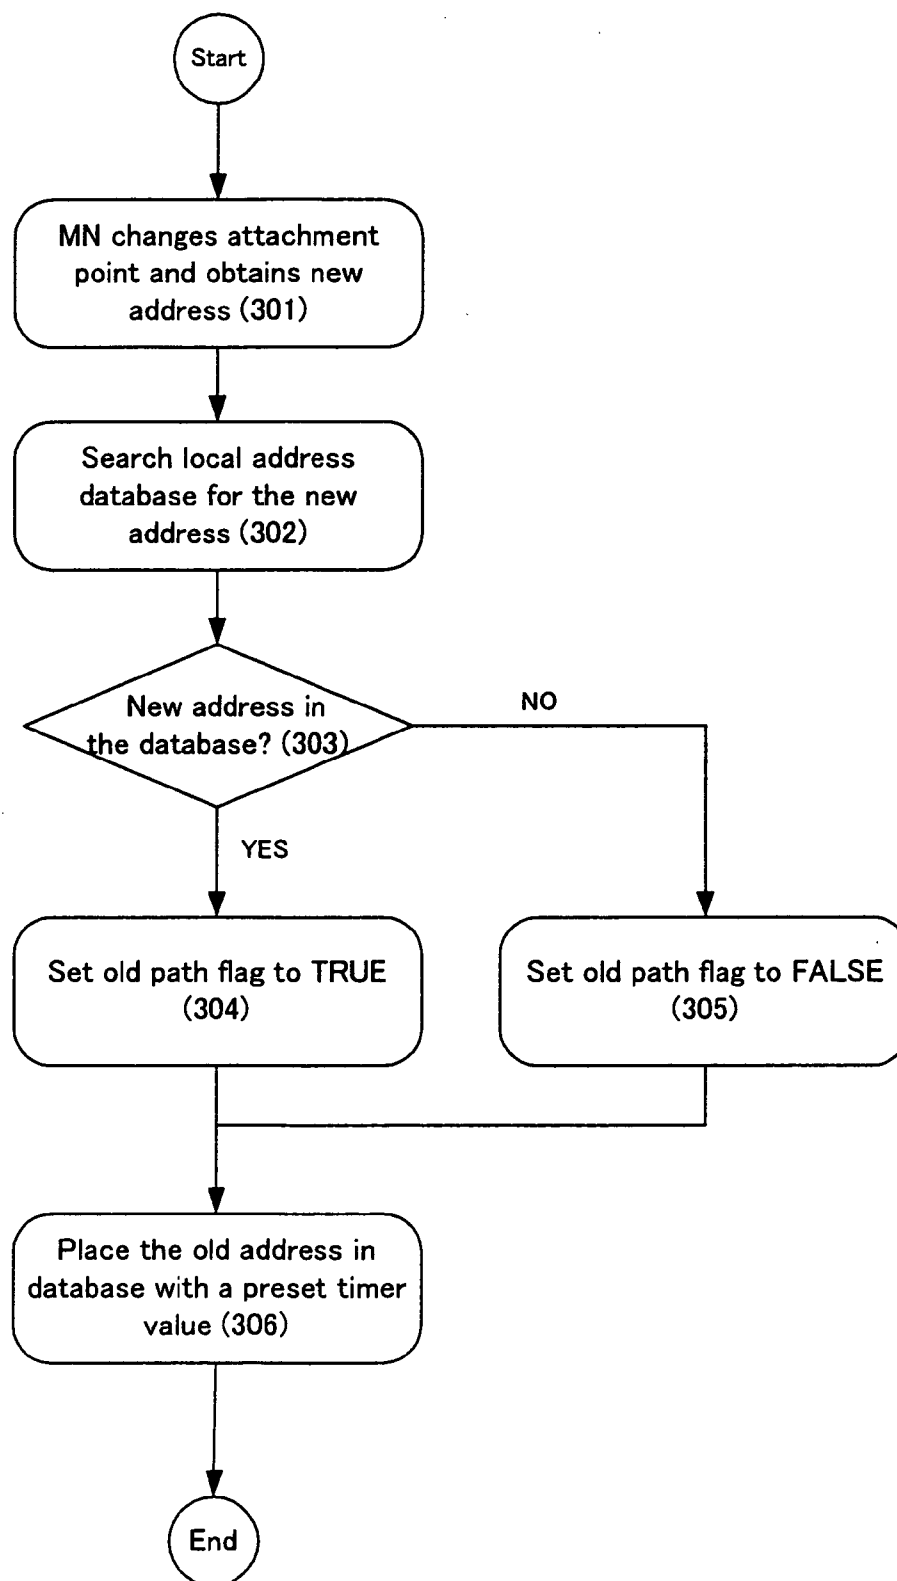 Start
MN changes attachment
point and obtains new
address (301)
Search local address
database for the new
address (302)
New address in
the database? (303)
NO
YES
Set old path flag to TRUE
(304)
Set old path flag to FALSE
(305)
Place the old address in
database with a preset timer
value (306)
End